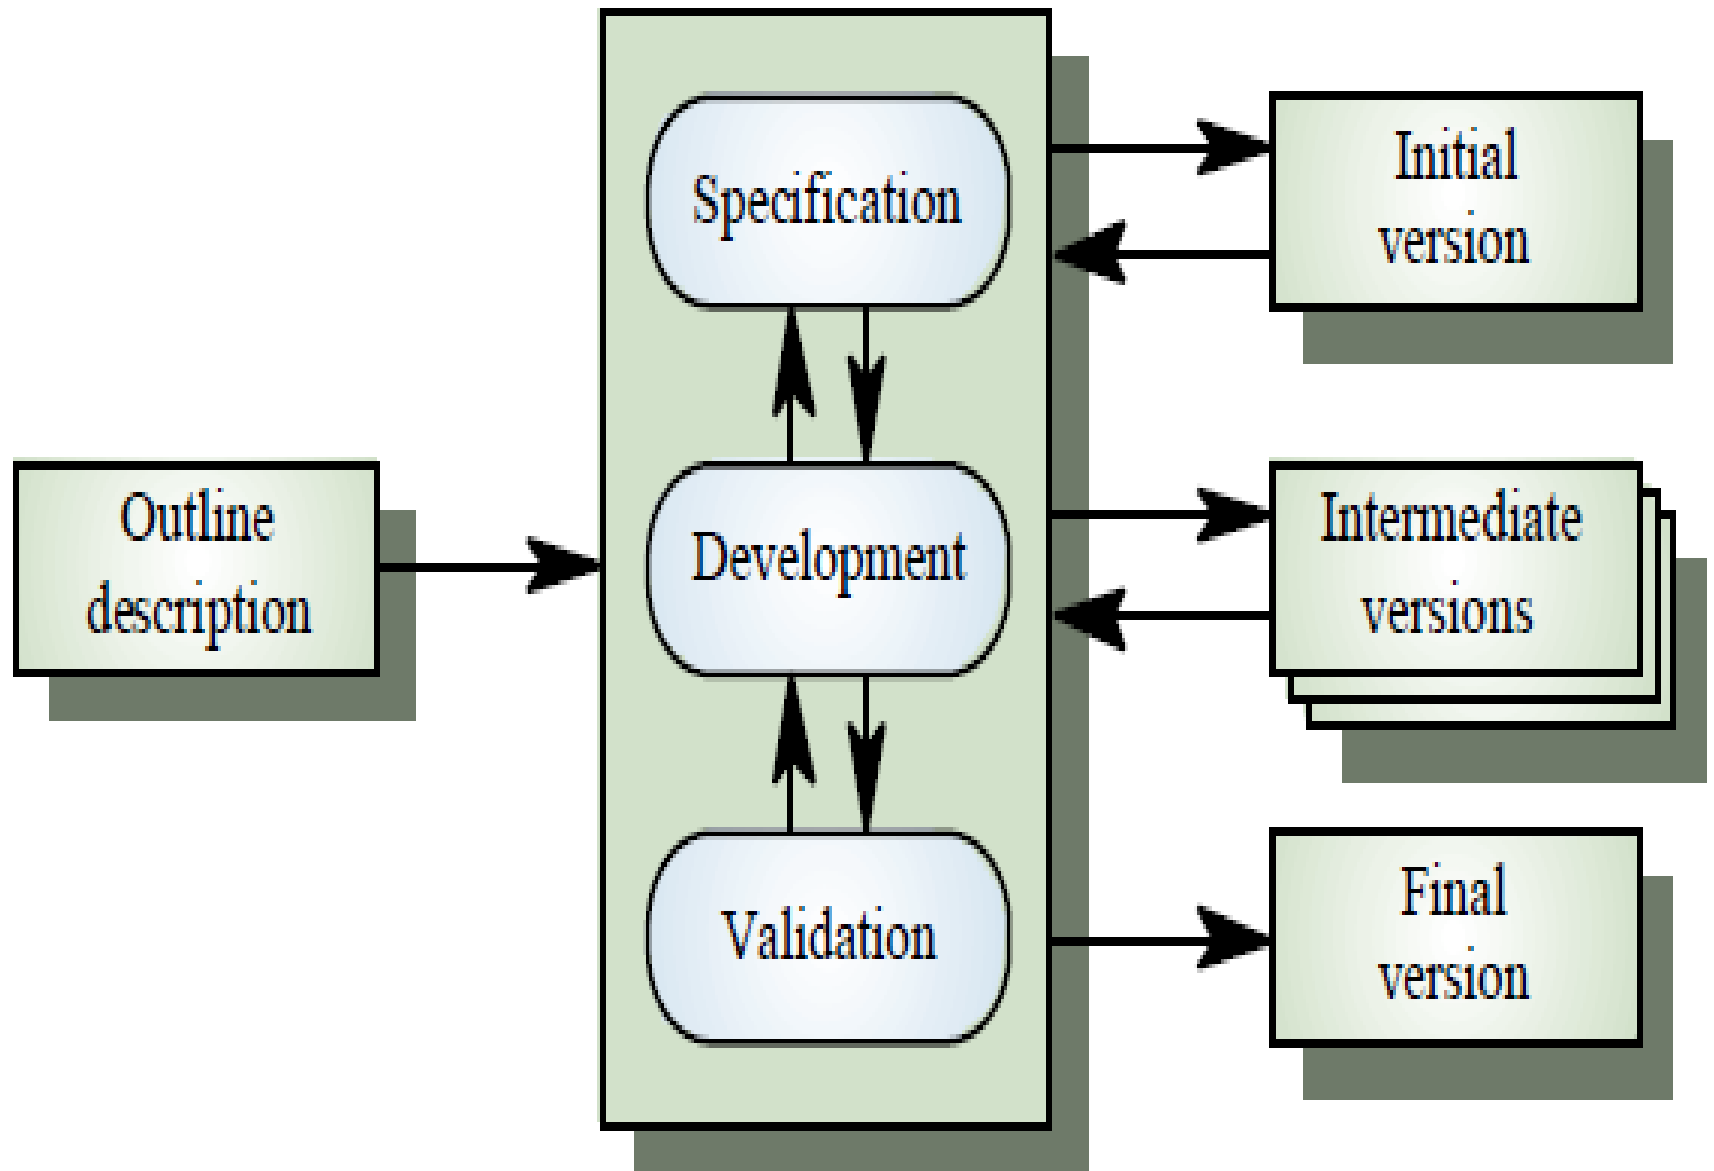 Specification
Initial
version
Outline
description
Development
Intermediate
versions
Validation
Final
version